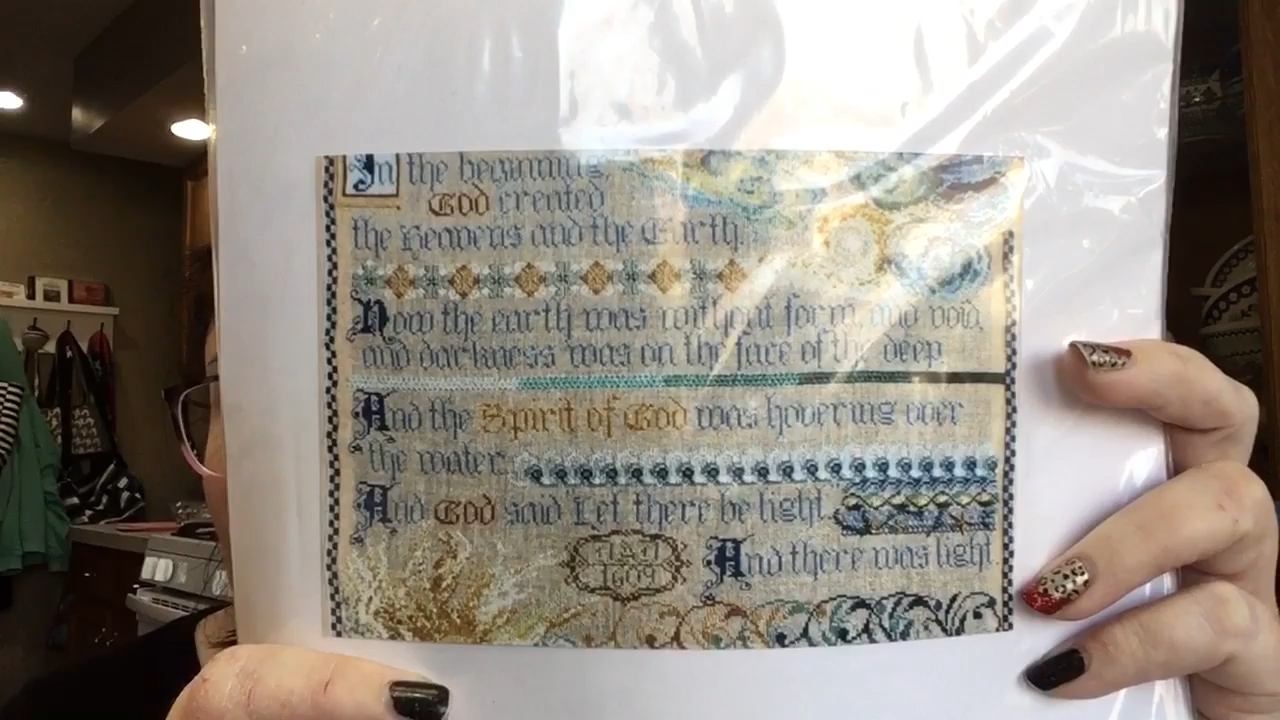 In the beginning
God created
the Heavens and the Earth
Now the earth was without form, and void,
and darkness was on the face of the deep
And the Spirit of God was hovering over
the water.
And God said Let there be light.
1609
And there was light